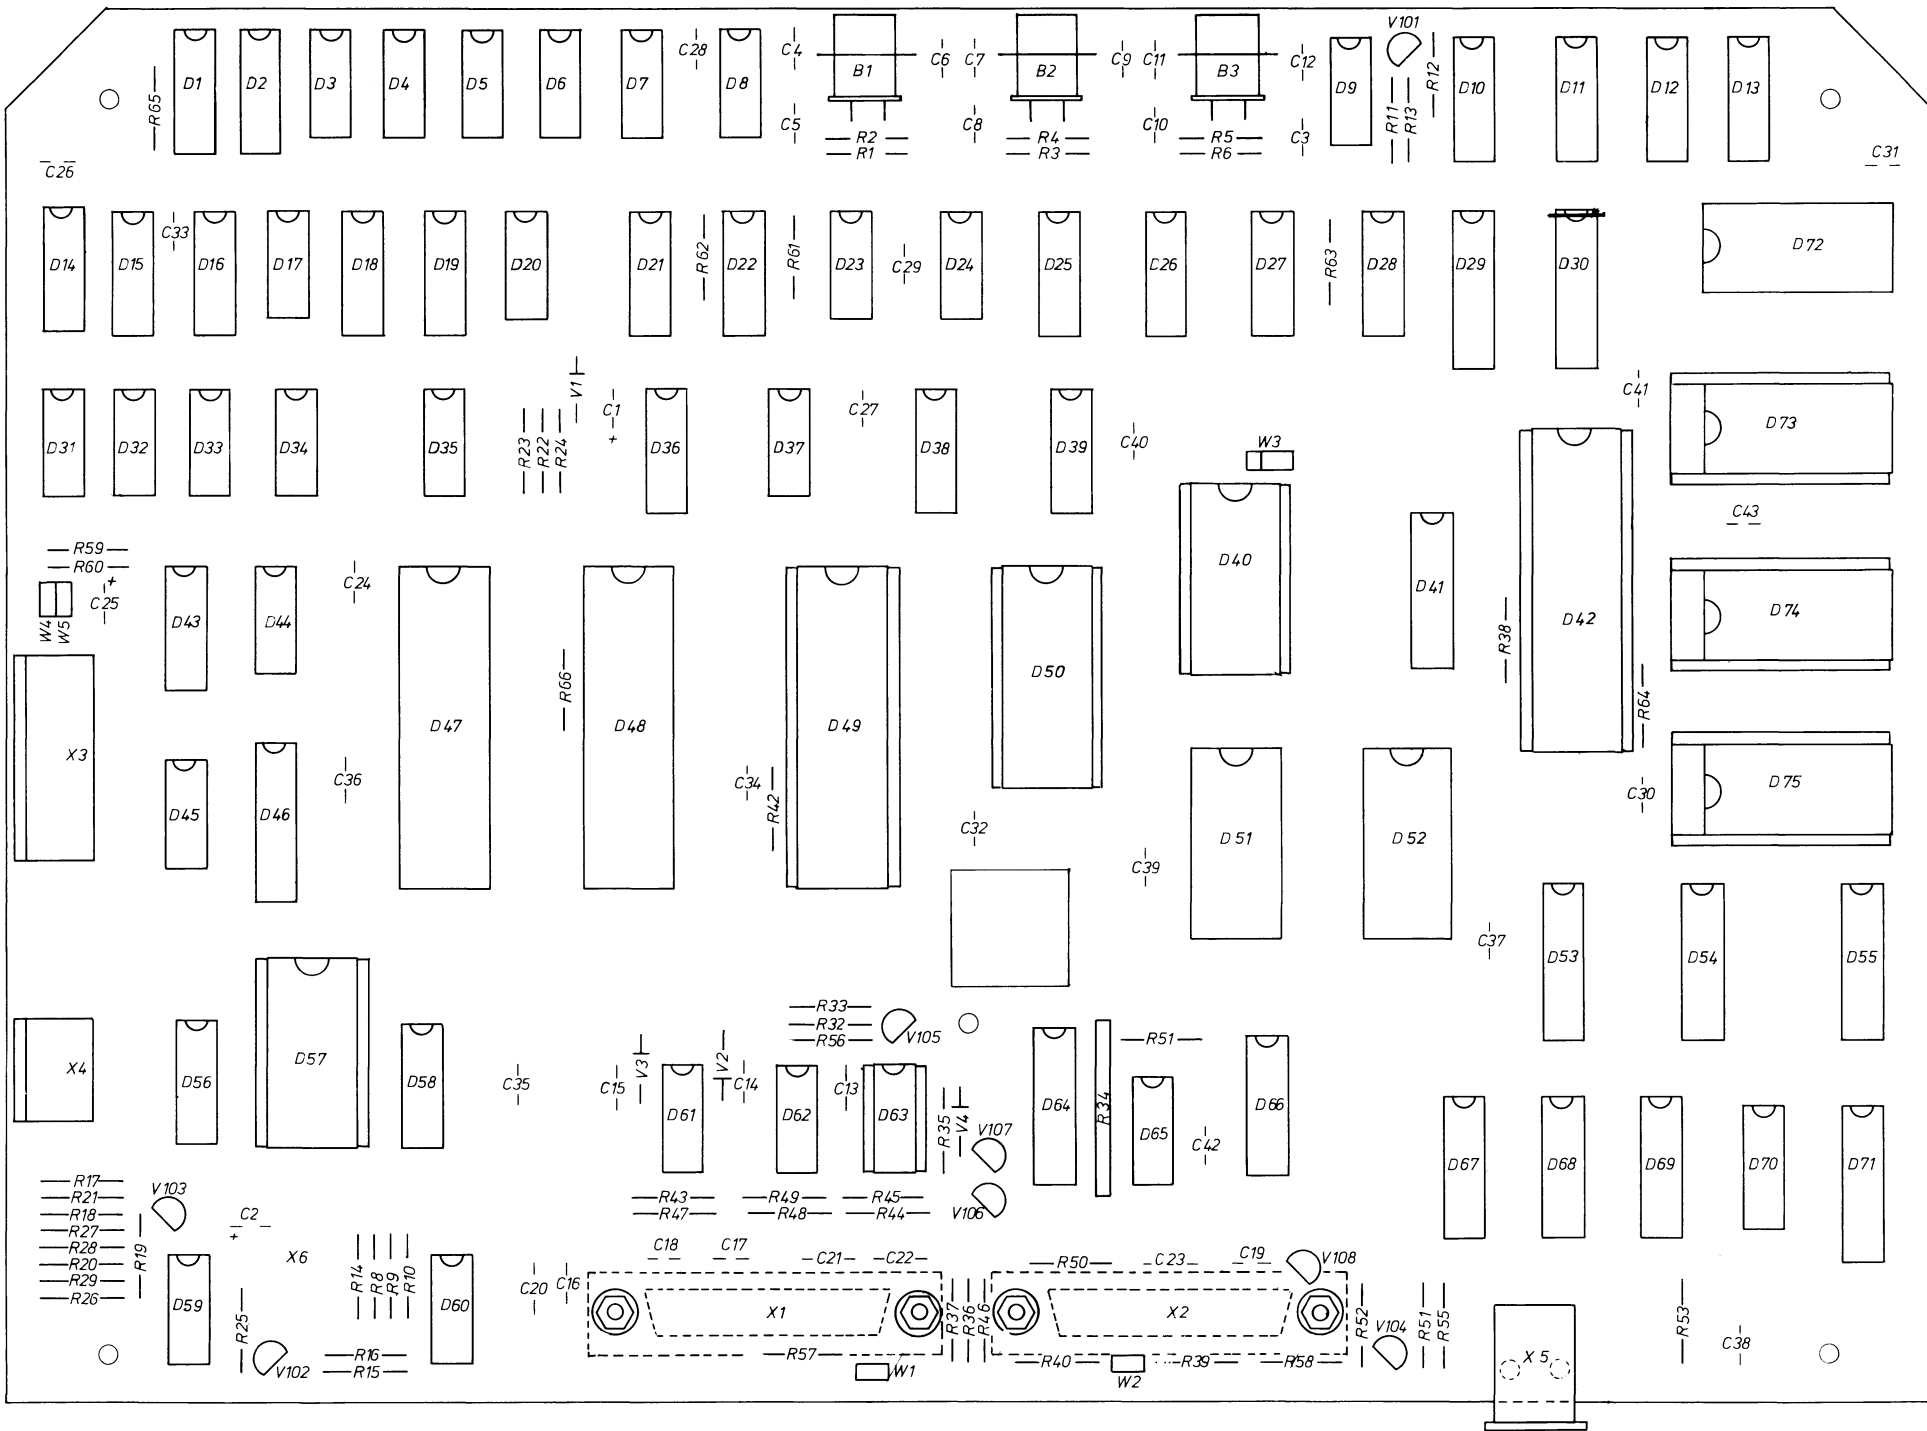 V101
C28 C4 C6 C7 C9 C11 C12
R65 D1 D2 D3 D4 D5 D6 D7 D8 B1 B2 B3 D9 R11 R13 R12 D10 D11 D12 D13
C5 R2 C8 R4 C10 R5 C3
R1 R3 R6
C26 C31
C33 R62 R61 C29 R63 D72
D14 D15 D16 D17 D18 D19 D20 D21 D22 D23 D24 D25 C26 D27 D28 D29 D30
V1 C1 + C27 C41
D73
D31 D32 D33 D34 D35 R23 R22 R24 D36 D37 D38 D39 C40 W3
C43
R59
R60
+
C25 C24 D40 D41
W4 W5 D43 D44 R38 D42 D74
R66 D50 R64
X3 D47 D48 D49
C36 C34 R42 C30 D75
D45 D46 C32 D51 D52
C39
C37 D53 D54 D55
R33
R32 V105
R56 R51
X4 D57 V3 V2
D56 D58 C35 C15 C14 C13 D64 R34 D66
D61 D62 D63 R35 V4 V107 D65 C42
D67 D68 D69 D70 D71
R17
R21 V103 R43 R49 R45
R18 C2 R47 R48 R44 V106
R27 +
R28 R19 X6 C18 C17 C21 C22 R50 C23 C19 V108
R20 R14 R8 R9 R10 C20 C16
R29
R26 D59 D60 X1 X2
R25 R37 R36 R46 R52 V104 R51 R55 R53 C38
R16 R57 R40 R39 R58 X5
V102 R15 W1 W2